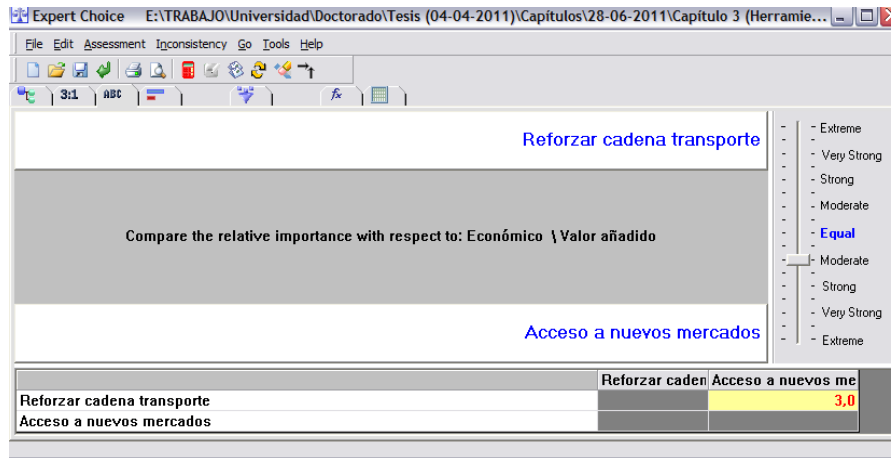 Expert Choice E:\TRABAJO\Universidad\Doctorado\Tesis (04-04-2011)\Capítulos\28-06-2011\Capítulo 3 (Herramie...
File Edit Assessment Inconsistency Go Tools Help
3:1 ABC fx
Reforzar cadena transporte
Compare the relative importance with respect to: Económico \ Valor añadido
Acceso a nuevos mercados
Extreme
Very Strong
Strong
Moderate
Equal
Moderate
Strong
Very Strong
Extreme
Reforzar caden Acceso a nuevos me
Reforzar cadena transporte 3,0
Acceso a nuevos mercados